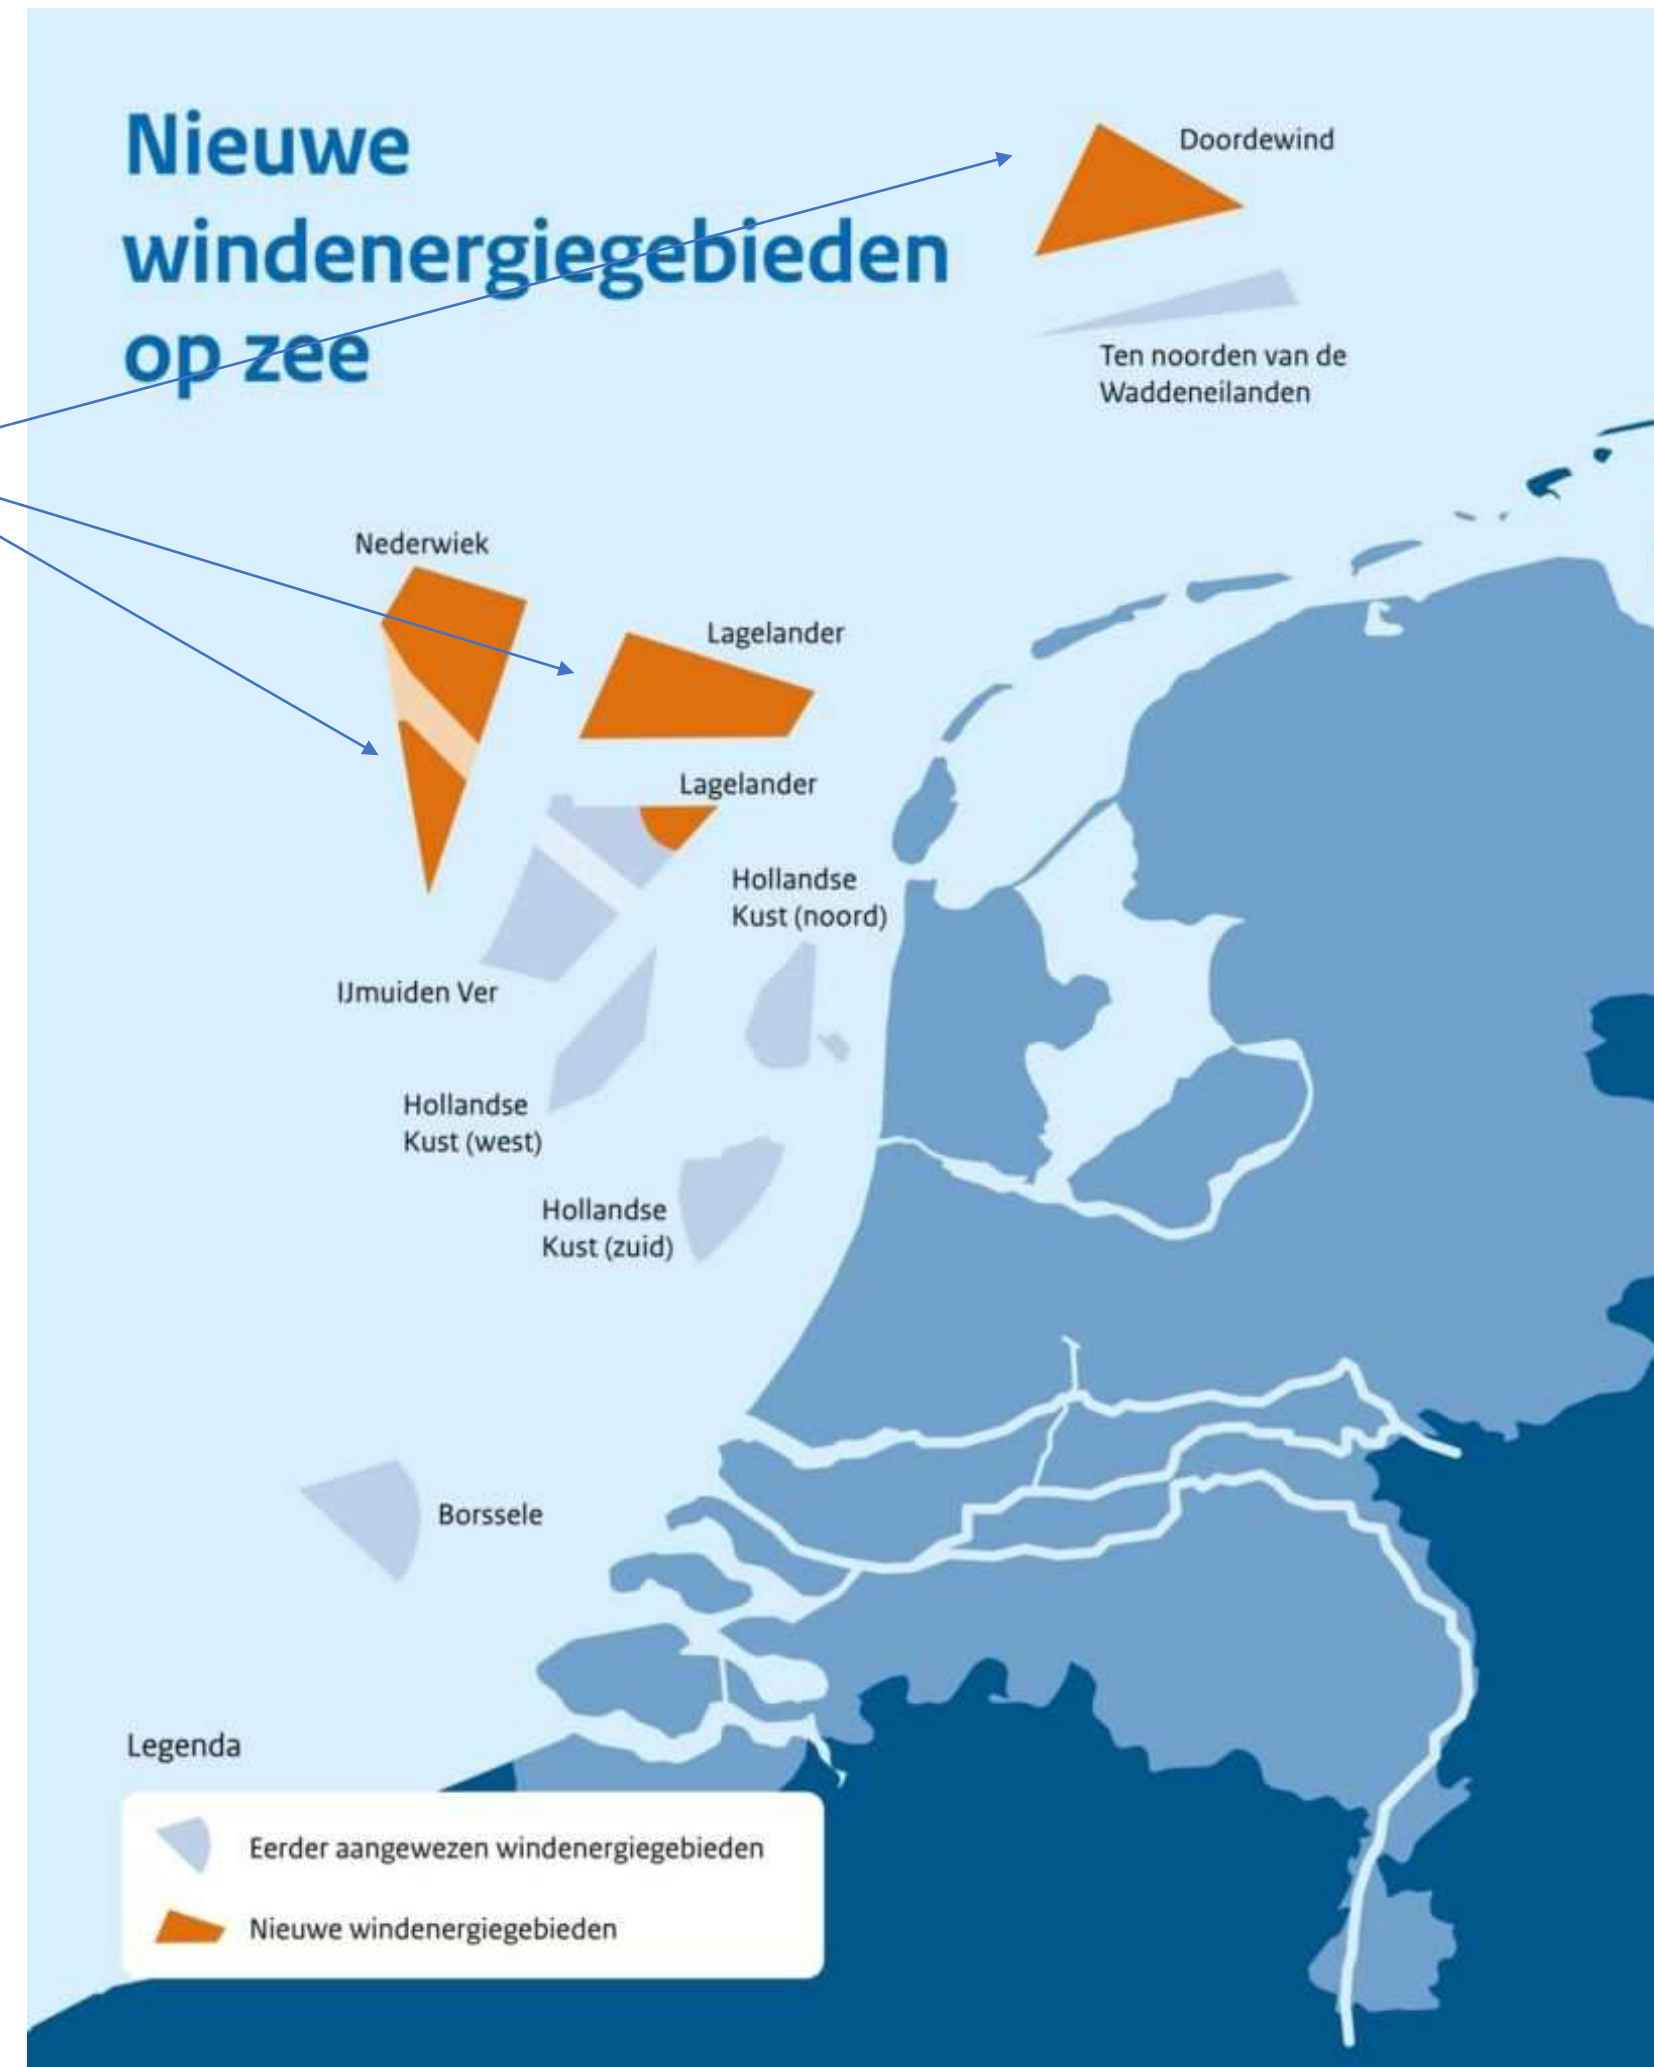 Nieuwe
windenergiegebieden
op zee
Doordewind
Ten noorden van de
Waddeneilanden
Nederwiek
Lagelander
Lagelander
Hollandse
Kust (noord)
IJmuiden Ver
Hollandse
Kust (west)
Hollandse
Kust (zuid)
Borssele
Legenda
Eerder aangewezen windenergiegebieden
Nieuwe windenergiegebieden